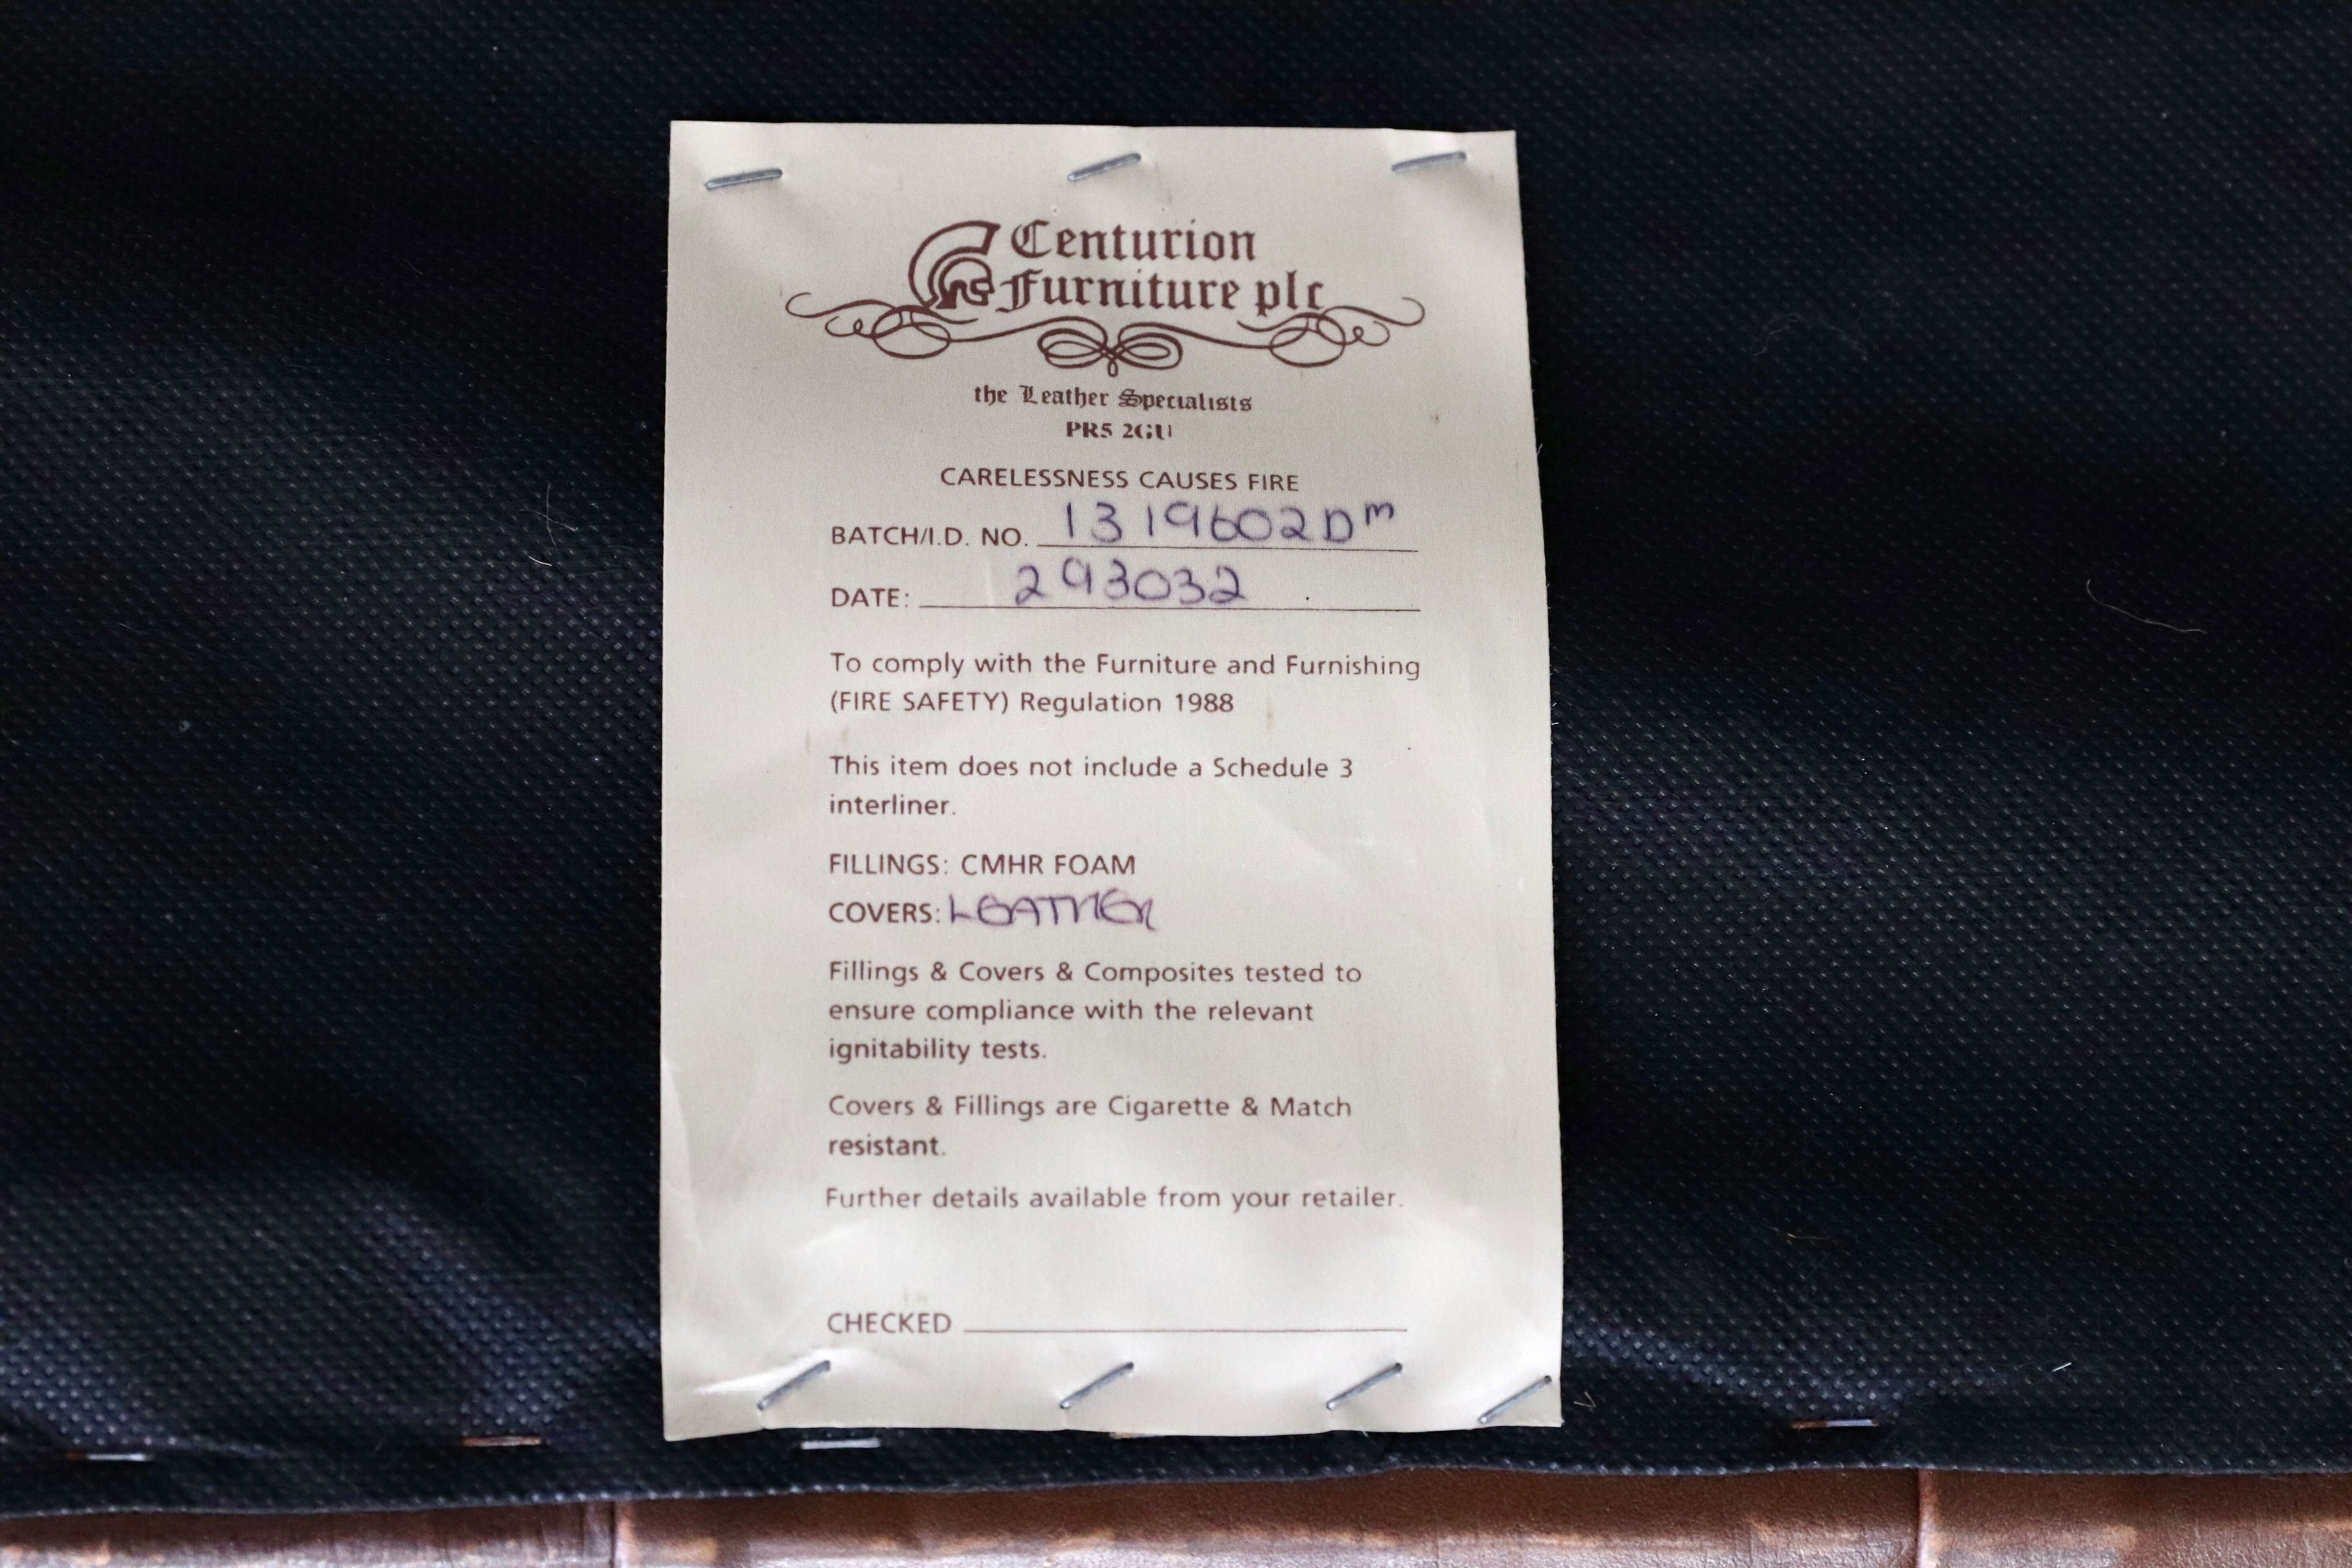 Centurion
Furniture plc
the Leather Specialists
PR5 2GU
CARELESSNESS CAUSES FIRE
BATCH/I.D. NO. 1319602Dm
DATE: 293032
To comply with the Furniture and Furnishing
(FIRE SAFETY) Regulation 1988
This item does not include a Schedule 3
interliner.
FILLINGS: CMHR FOAM
COVERS: LEATHER
Fillings & Covers & Composites tested to
ensure compliance with the relevant
ignitability tests.
Covers & Fillings are Cigarette & Match
resistant.
Further details available from your retailer.
CHECKED